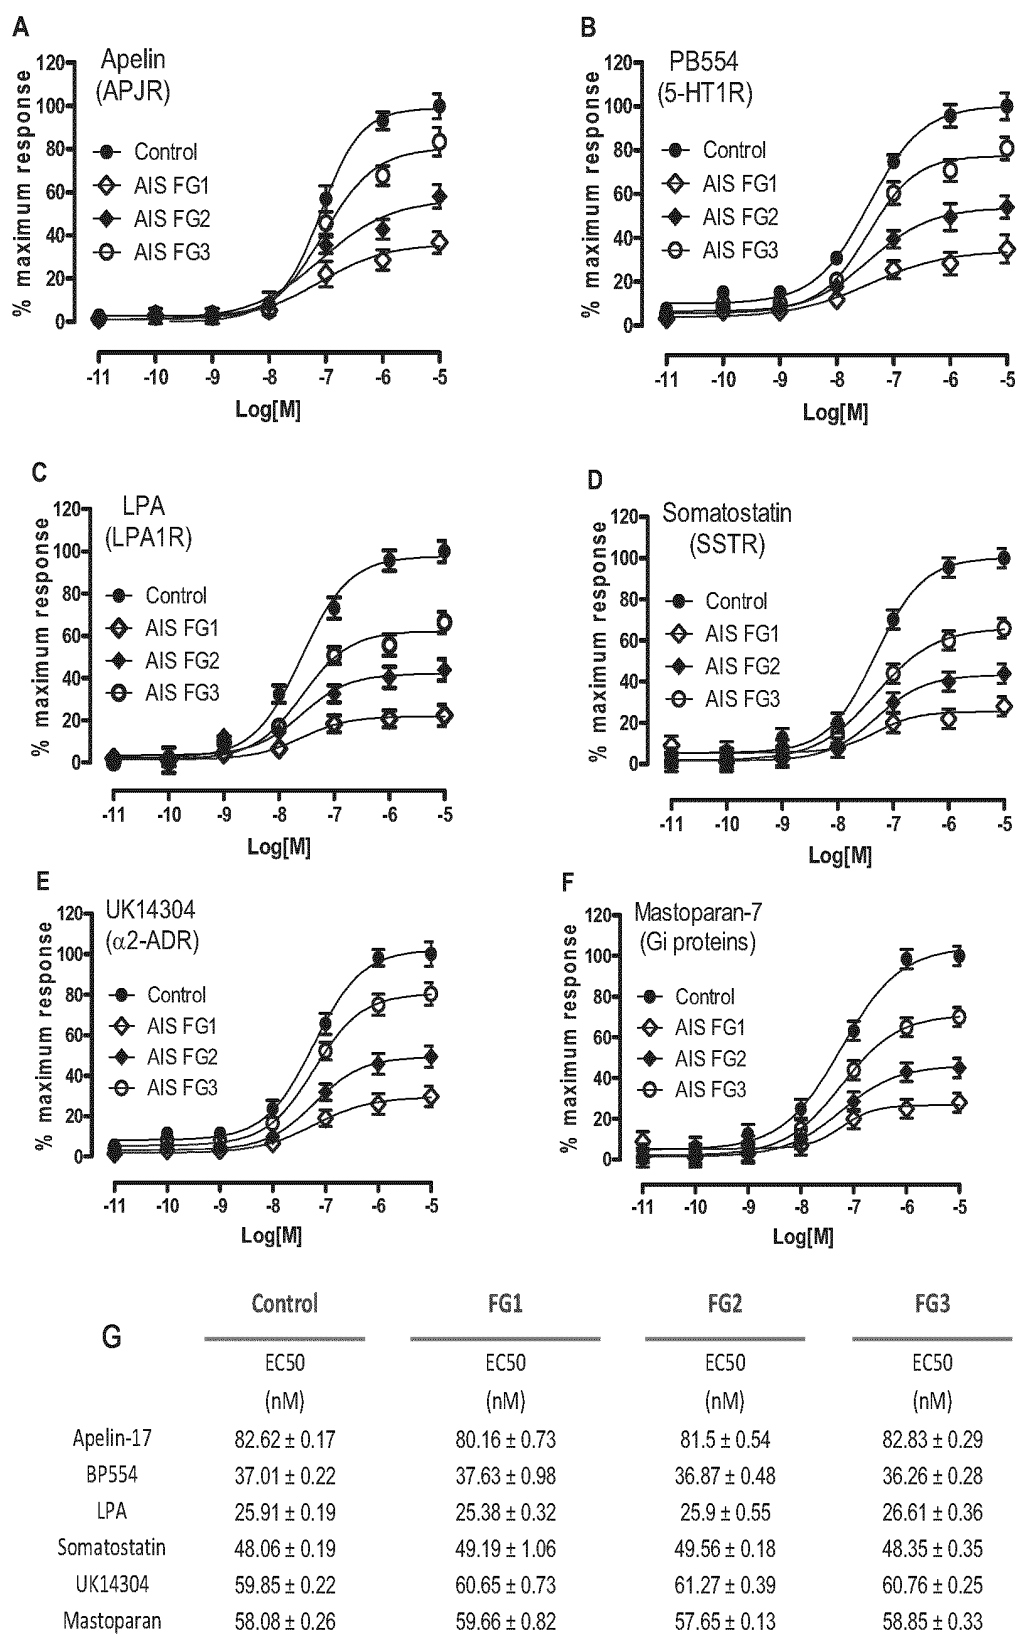 A
Apelin
(APJR)
% maximum response
120
100
80
60
40
20
0
Control
AIS FG1
AIS FG2
AIS FG3
-11 -10 -9 -8 -7 -6 -5
Log[M]
B
PB554
(5-HT1R)
% maximum response
120
100
80
60
40
20
0
Control
AIS FG1
AIS FG2
AIS FG3
-11 -10 -9 -8 -7 -6 -5
Log[M]
C
LPA
(LPA1R)
% maximum response
120
100
80
60
40
20
0
Control
AIS FG1
AIS FG2
AIS FG3
-11 -10 -9 -8 -7 -6 -5
Log[M]
D
Somatostatin
(SSTR)
% maximum response
120
100
80
60
40
20
0
Control
AIS FG1
AIS FG2
AIS FG3
-11 -10 -9 -8 -7 -6 -5
Log[M]
E
UK14304
(α2-ADR)
% maximum response
120
100
80
60
40
20
0
Control
AIS FG1
AIS FG2
AIS FG3
-11 -10 -9 -8 -7 -6 -5
Log[M]
F
Mastoparan-7
(Gi proteins)
% maximum response
120
100
80
60
40
20
0
Control
AIS FG1
AIS FG2
AIS FG3
-11 -10 -9 -8 -7 -6 -5
Log[M]
G
Control FG1 FG2 FG3
EC50 EC50 EC50 EC50
(nM) (nM) (nM) (nM)
Apelin-17 82.62 ± 0.17 80.16 ± 0.73 81.5 ± 0.54 82.83 ± 0.29
BP554 37.01 ± 0.22 37.63 ± 0.98 36.87 ± 0.48 36.26 ± 0.28
LPA 25.91 ± 0.19 25.38 ± 0.32 25.9 ± 0.55 26.61 ± 0.36
Somatostatin 48.06 ± 0.19 49.19 ± 1.06 49.56 ± 0.18 48.35 ± 0.35
UK14304 59.85 ± 0.22 60.65 ± 0.73 61.27 ± 0.39 60.76 ± 0.25
Mastoparan 58.08 ± 0.26 59.66 ± 0.82 57.65 ± 0.13 58.85 ± 0.33